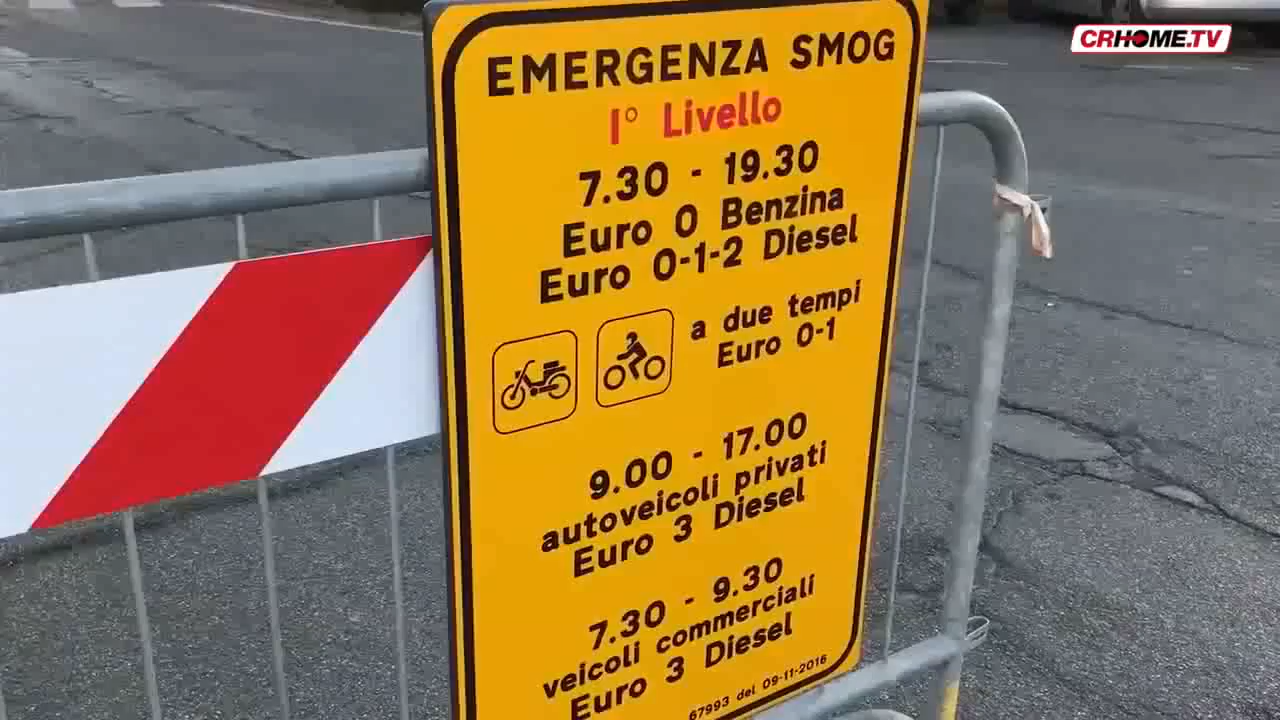 CRHOME.TV
EMERGENZA SMOG
I° Livello
7.30 - 19.30
Euro 0 Benzina
Euro 0-1-2 Diesel
a due tempi
Euro 0-1
9.00 - 17.00
autoveicoli privati
Euro 3 Diesel
7.30 - 9.30
veicoli commerciali
Euro 3 Diesel
67993 del 09-11-2016